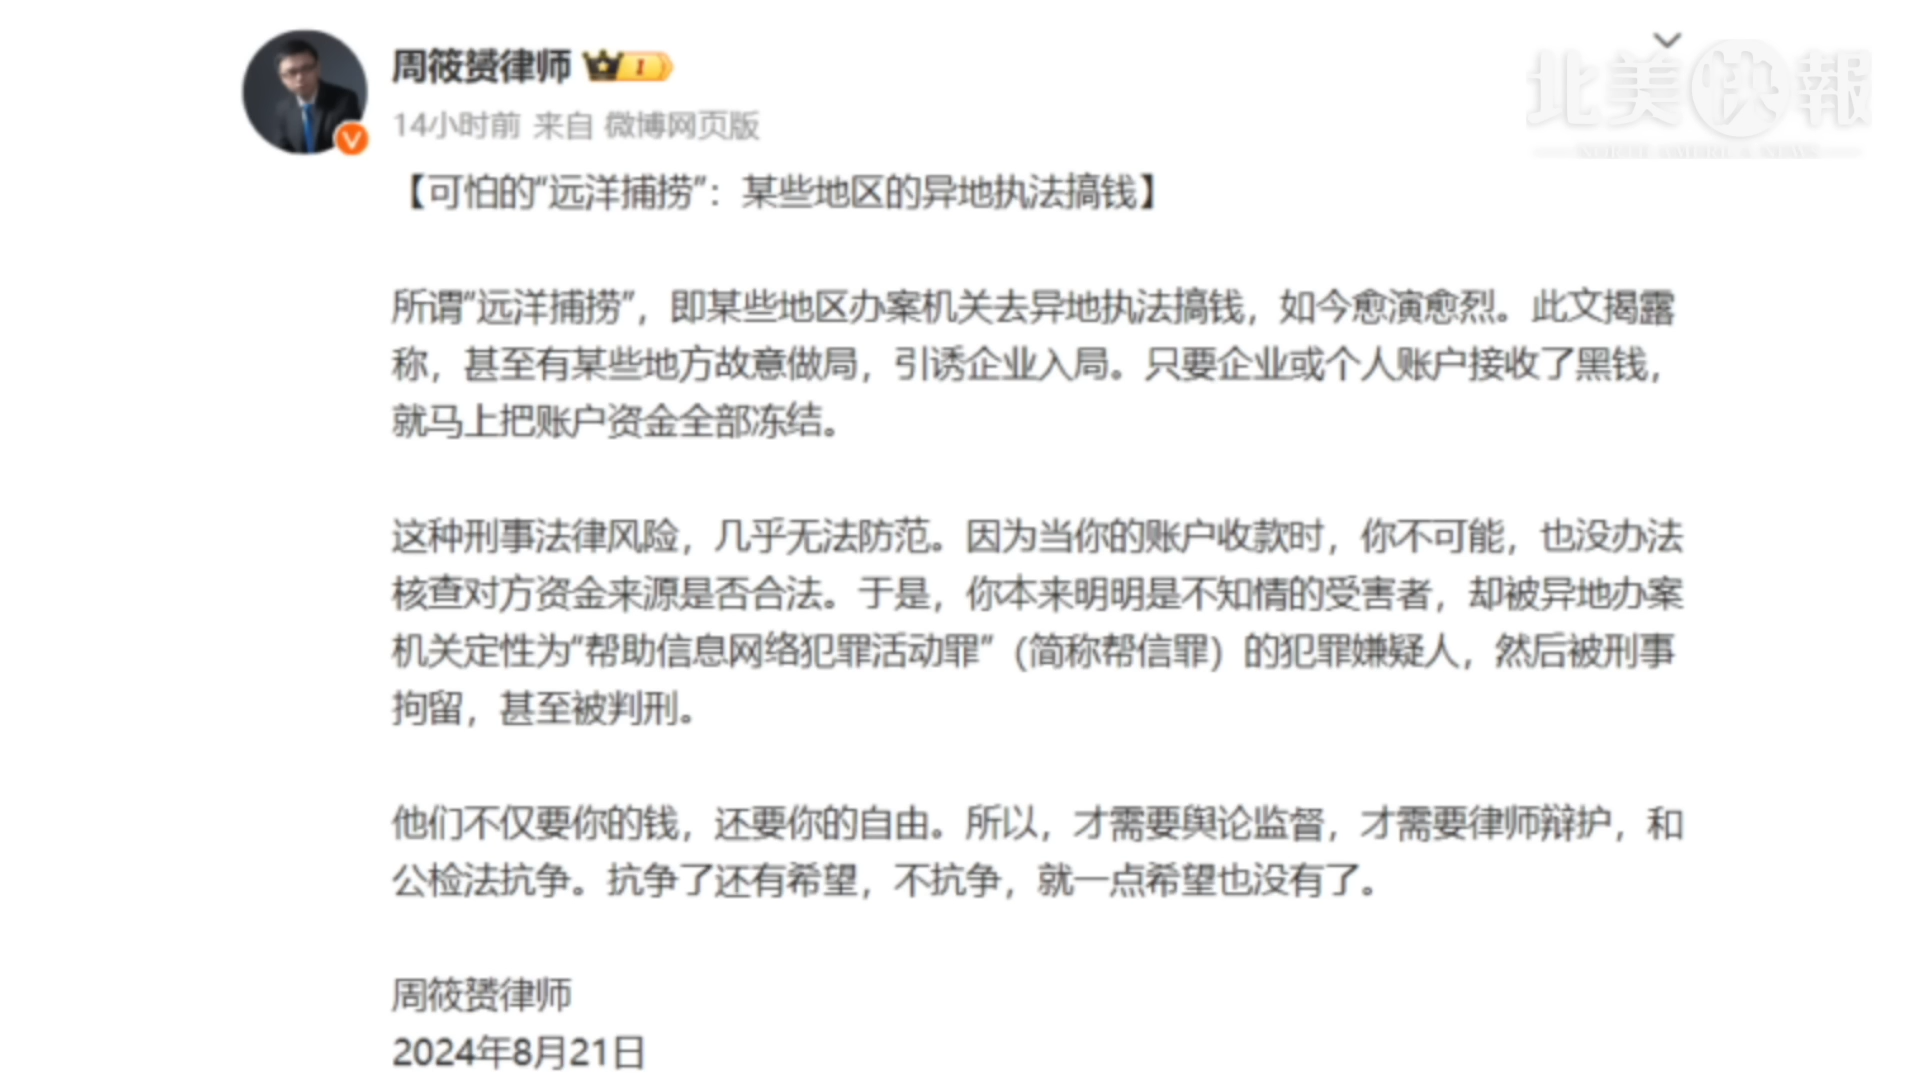 周筱赟律师
14小时前 来自 微博网页版
北美快報
NORTH AMERICA NEWS
【可怕的“远洋捕捞”：某些地区的异地执法搞钱】
所谓“远洋捕捞”，即某些地区办案机关去异地执法搞钱，如今愈演愈烈。此文揭露
称，甚至有某些地方故意做局，引诱企业入局。只要企业或个人账户接收了黑钱，
就马上把账户资金全部冻结。
这种刑事法律风险，几乎无法防范。因为当你的账户收款时，你不可能，也没办法
核查对方资金来源是否合法。于是，你本来明明是不知情的受害者，却被异地办案
机关定性为“帮助信息网络犯罪活动罪”（简称帮信罪）的犯罪嫌疑人，然后被刑事
拘留，甚至被判刑。
他们不仅要你的钱，还要你的自由。所以，才需要舆论监督，才需要律师辩护，和
公检法抗争。抗争了还有希望，不抗争，就一点希望也没有了。
周筱赟律师
2024年8月21日